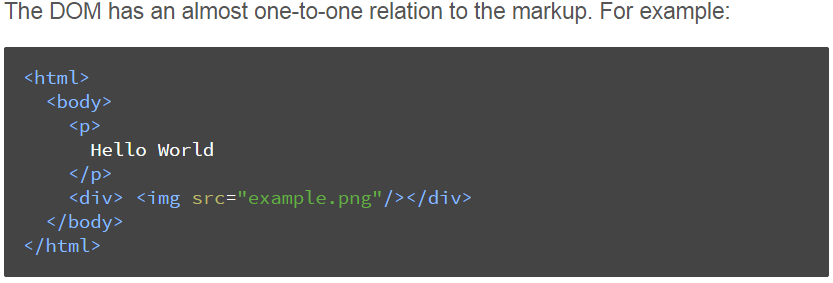 The DOM has an almost one-to-one relation to the markup. For example:
<html>
<body>
<p>
Hello World
</p>
<div> <img src="example.png"/></div>
</body>
</html>